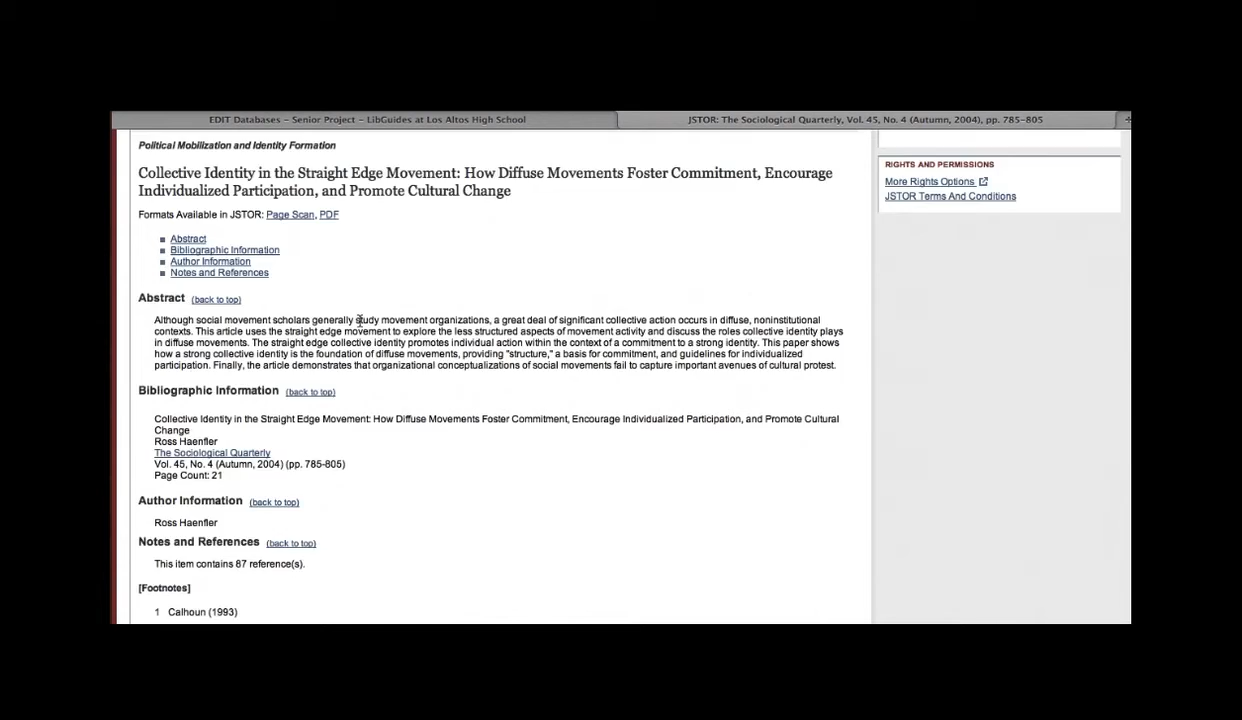 EDIT Databases – Senior Project – LibGuides at Los Altos High School
JSTOR: The Sociological Quarterly, Vol. 45, No. 4 (Autumn, 2004), pp. 785–805
Political Mobilization and Identity Formation
Collective Identity in the Straight Edge Movement: How Diffuse Movements Foster Commitment, Encourage
Individualized Participation, and Promote Cultural Change
Formats Available in JSTOR: Page Scan, PDF
Abstract
Bibliographic Information
Author Information
Notes and References
Abstract (back to top)
Although social movement scholars generally study movement organizations, a great deal of significant collective action occurs in diffuse, noninstitutional
contexts. This article uses the straight edge movement to explore the less structured aspects of movement activity and discuss the roles collective identity plays
in diffuse movements. The straight edge collective identity promotes individual action within the context of a commitment to a strong identity. This paper shows
how a strong collective identity is the foundation of diffuse movements, providing "structure," a basis for commitment, and guidelines for individualized
participation. Finally, the article demonstrates that organizational conceptualizations of social movements fail to capture important avenues of cultural protest.
Bibliographic Information (back to top)
Collective Identity in the Straight Edge Movement: How Diffuse Movements Foster Commitment, Encourage Individualized Participation, and Promote Cultural
Change
Ross Haenfler
The Sociological Quarterly
Vol. 45, No. 4 (Autumn, 2004) (pp. 785-805)
Page Count: 21
Author Information (back to top)
Ross Haenfler
Notes and References (back to top)
This item contains 87 reference(s).
[Footnotes]
1 Calhoun (1993)
RIGHTS AND PERMISSIONS
More Rights Options
JSTOR Terms And Conditions